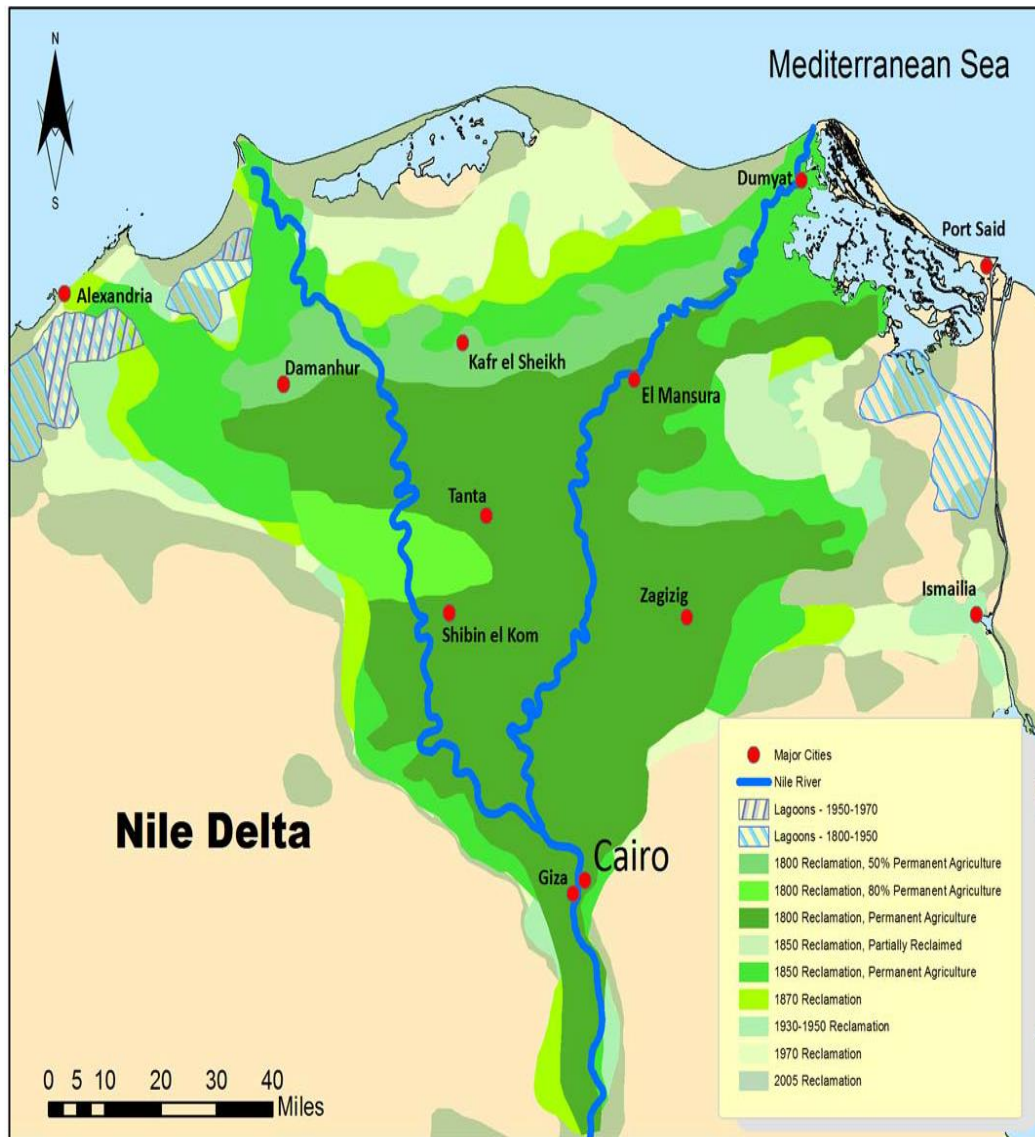 N
S
Mediterranean Sea
Dumyat
Port Said
Alexandria
Kafr el Sheikh
Damanhur
El Mansura
Tanta
Zagizig
Ismailia
Shibin el Kom
Nile Delta
Cairo
Giza
Major Cities
Nile River
Lagoons - 1950-1970
Lagoons - 1800-1950
1800 Reclamation, 50% Permanent Agriculture
1800 Reclamation, 80% Permanent Agriculture
1800 Reclamation, Permanent Agriculture
1850 Reclamation, Partially Reclaimed
1850 Reclamation, Permanent Agriculture
1870 Reclamation
1930-1950 Reclamation
1970 Reclamation
2005 Reclamation
0 5 10 20 30 40
Miles